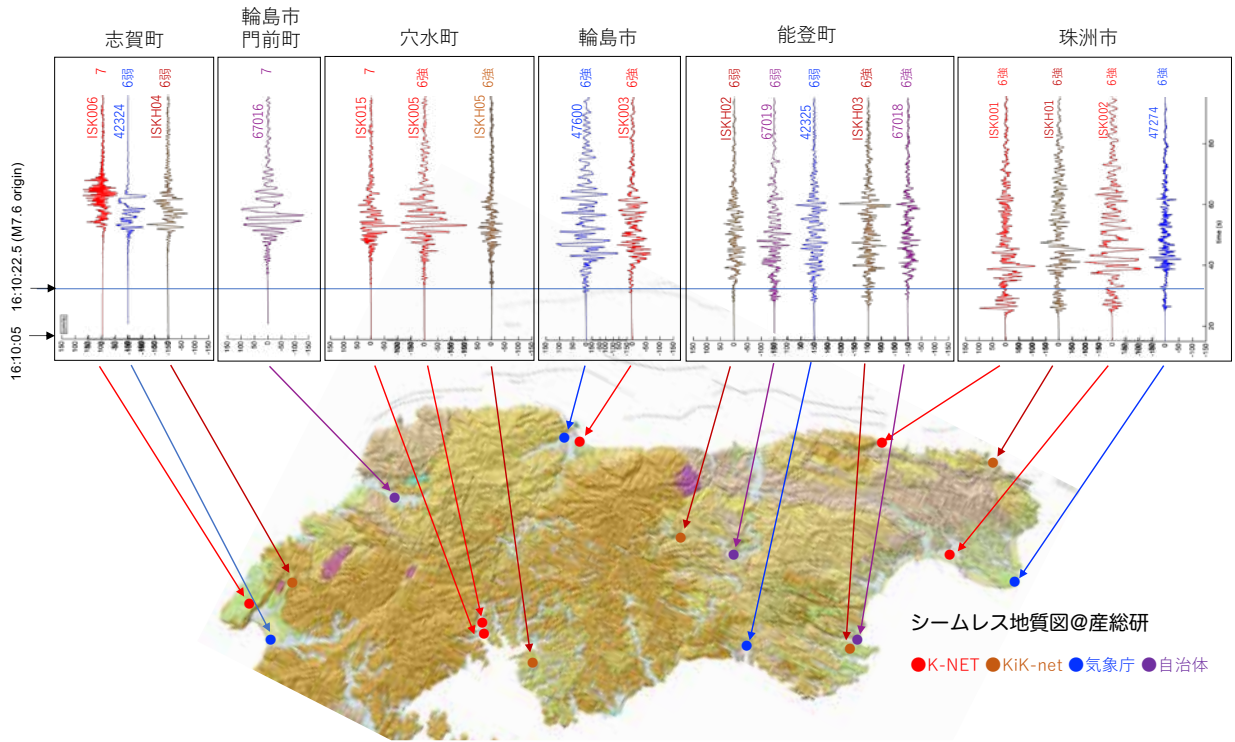 志賀町
輪島市
門前町
穴水町
輪島市
能登町
珠洲市
ISK006 7
42324 6弱
ISKH04 6弱
67016 7
ISK015 7
ISK005 6強
ISKH05 6強
47600 6強
ISK003 6強
ISKH02 6弱
67019 6弱
42325 6弱
ISKH03 6強
67018 6強
ISK001 6強
ISKH01 6強
ISK002 6強
47274 6強
16:10:22.5 (M7.6 origin)
16:10:05
20
40
60
80
time (s)
シームレス地質図@産総研
K-NET KiK-net 気象庁 自治体